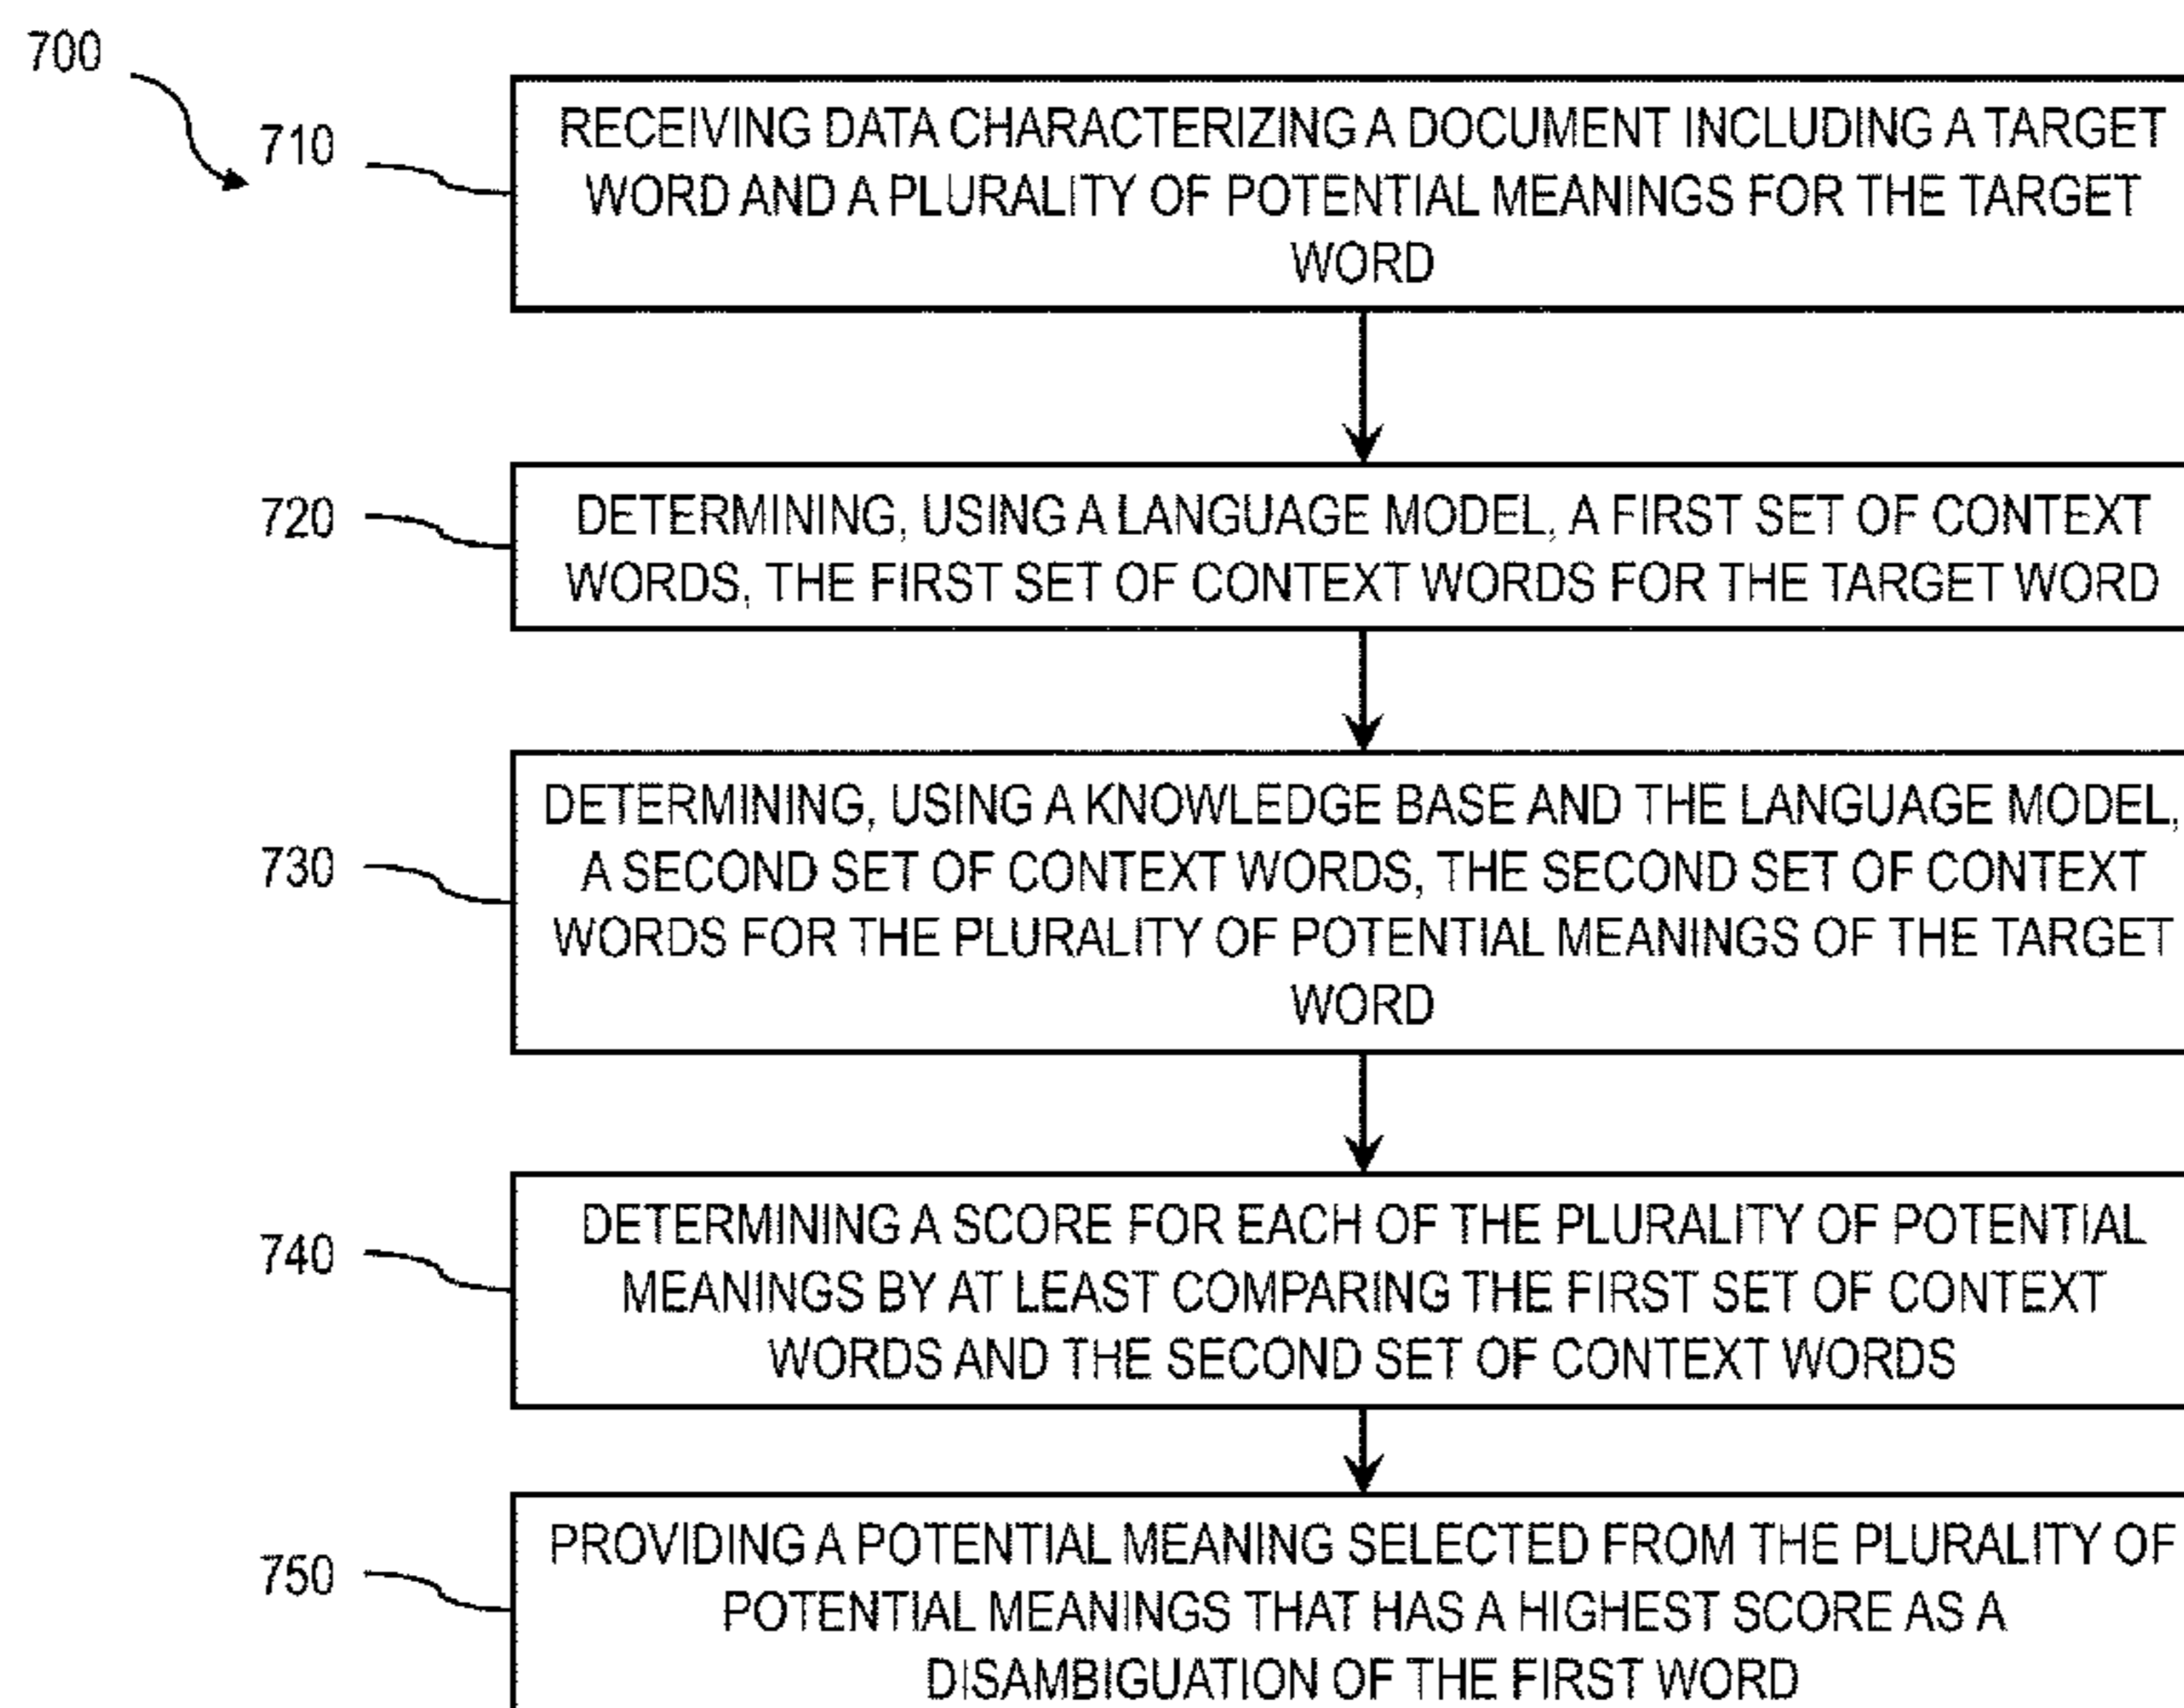 700
710
RECEIVING DATA CHARACTERIZING A DOCUMENT INCLUDING A TARGET
WORD AND A PLURALITY OF POTENTIAL MEANINGS FOR THE TARGET
WORD
720
DETERMINING, USING A LANGUAGE MODEL, A FIRST SET OF CONTEXT
WORDS, THE FIRST SET OF CONTEXT WORDS FOR THE TARGET WORD
730
DETERMINING, USING A KNOWLEDGE BASE AND THE LANGUAGE MODEL,
A SECOND SET OF CONTEXT WORDS, THE SECOND SET OF CONTEXT
WORDS FOR THE PLURALITY OF POTENTIAL MEANINGS OF THE TARGET
WORD
740
DETERMINING A SCORE FOR EACH OF THE PLURALITY OF POTENTIAL
MEANINGS BY AT LEAST COMPARING THE FIRST SET OF CONTEXT
WORDS AND THE SECOND SET OF CONTEXT WORDS
750
PROVIDING A POTENTIAL MEANING SELECTED FROM THE PLURALITY OF
POTENTIAL MEANINGS THAT HAS A HIGHEST SCORE AS A
DISAMBIGUATION OF THE FIRST WORD